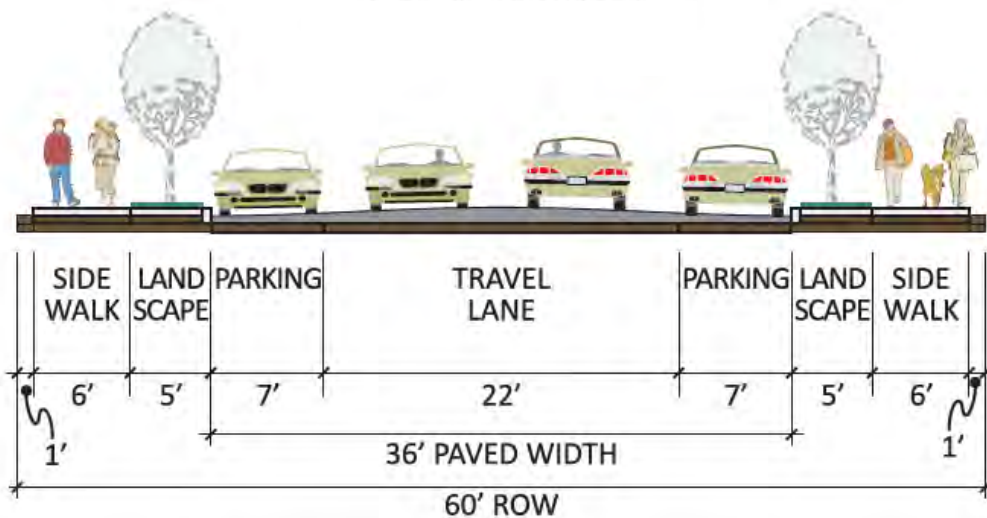 SIDE WALK
LAND SCAPE
PARKING
TRAVEL LANE
PARKING
LAND SCAPE
SIDE WALK
6' 5' 7' 22' 7' 5' 6'
1' 1'
36' PAVED WIDTH
60' ROW